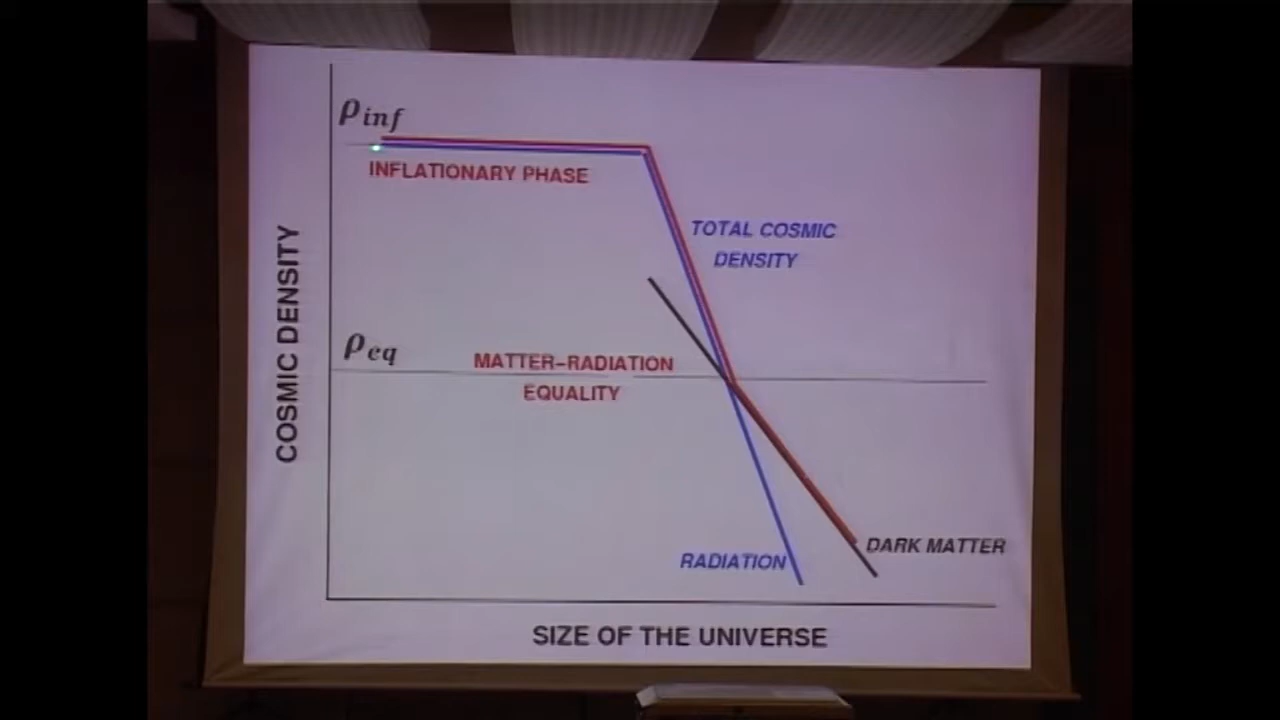 ρinf
INFLATIONARY PHASE
TOTAL COSMIC
DENSITY
COSMIC DENSITY
ρeq
MATTER–RADIATION
EQUALITY
RADIATION
DARK MATTER
SIZE OF THE UNIVERSE